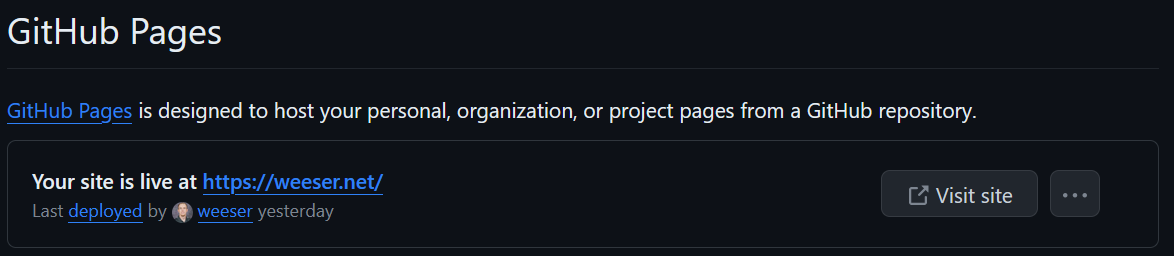 GitHub Pages
GitHub Pages is designed to host your personal, organization, or project pages from a GitHub repository.
Your site is live at https://weeser.net/
Visit site
Last deployed by weeser yesterday